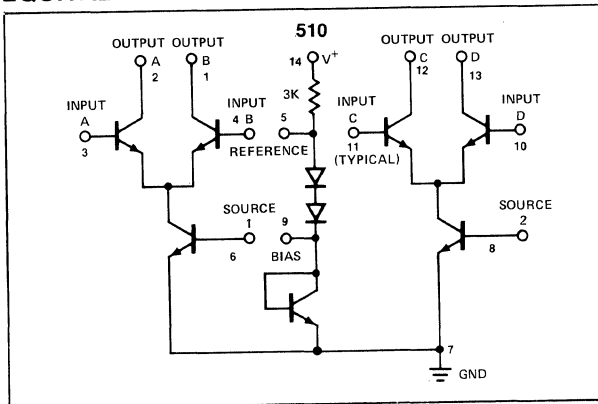 510
OUTPUT OUTPUT
A B
2 1
14 V+
OUTPUT OUTPUT
C D
12 13
3K
INPUT
A
3
INPUT
4 B
5
REFERENCE
INPUT
C
11
(TYPICAL)
INPUT
D
10
SOURCE
1
6
9
BIAS
SOURCE
2
8
7
GND